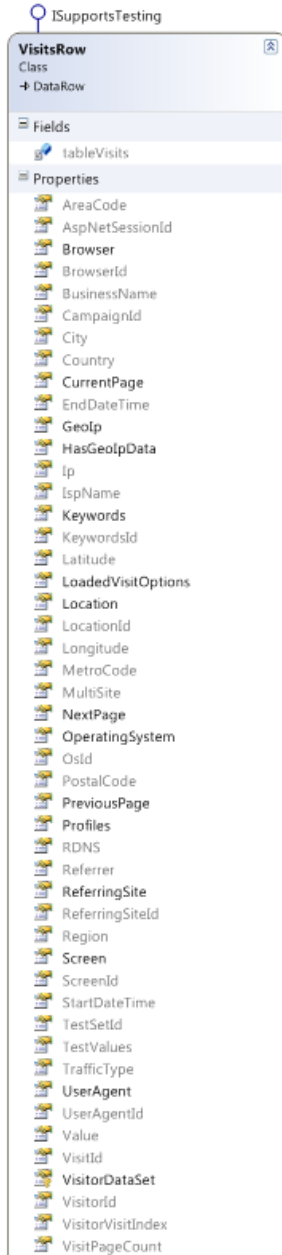 ISupportsTesting
VisitsRow
Class
DataRow
Fields
tableVisits
Properties
AreaCode
AspNetSessionId
Browser
BrowserId
BusinessName
CampaignId
City
Country
CurrentPage
EndDateTime
GeoIp
HasGeoIpData
Ip
IspName
Keywords
KeywordsId
Latitude
LoadedVisitOptions
Location
LocationId
Longitude
MetroCode
MultiSite
NextPage
OperatingSystem
OsId
PostalCode
PreviousPage
Profiles
RDNS
Referrer
ReferringSite
ReferringSiteId
Region
Screen
ScreenId
StartDateTime
TestSetId
TestValues
TrafficType
UserAgent
UserAgentId
Value
VisitId
VisitorDataSet
VisitorId
VisitorVisitIndex
VisitPageCount